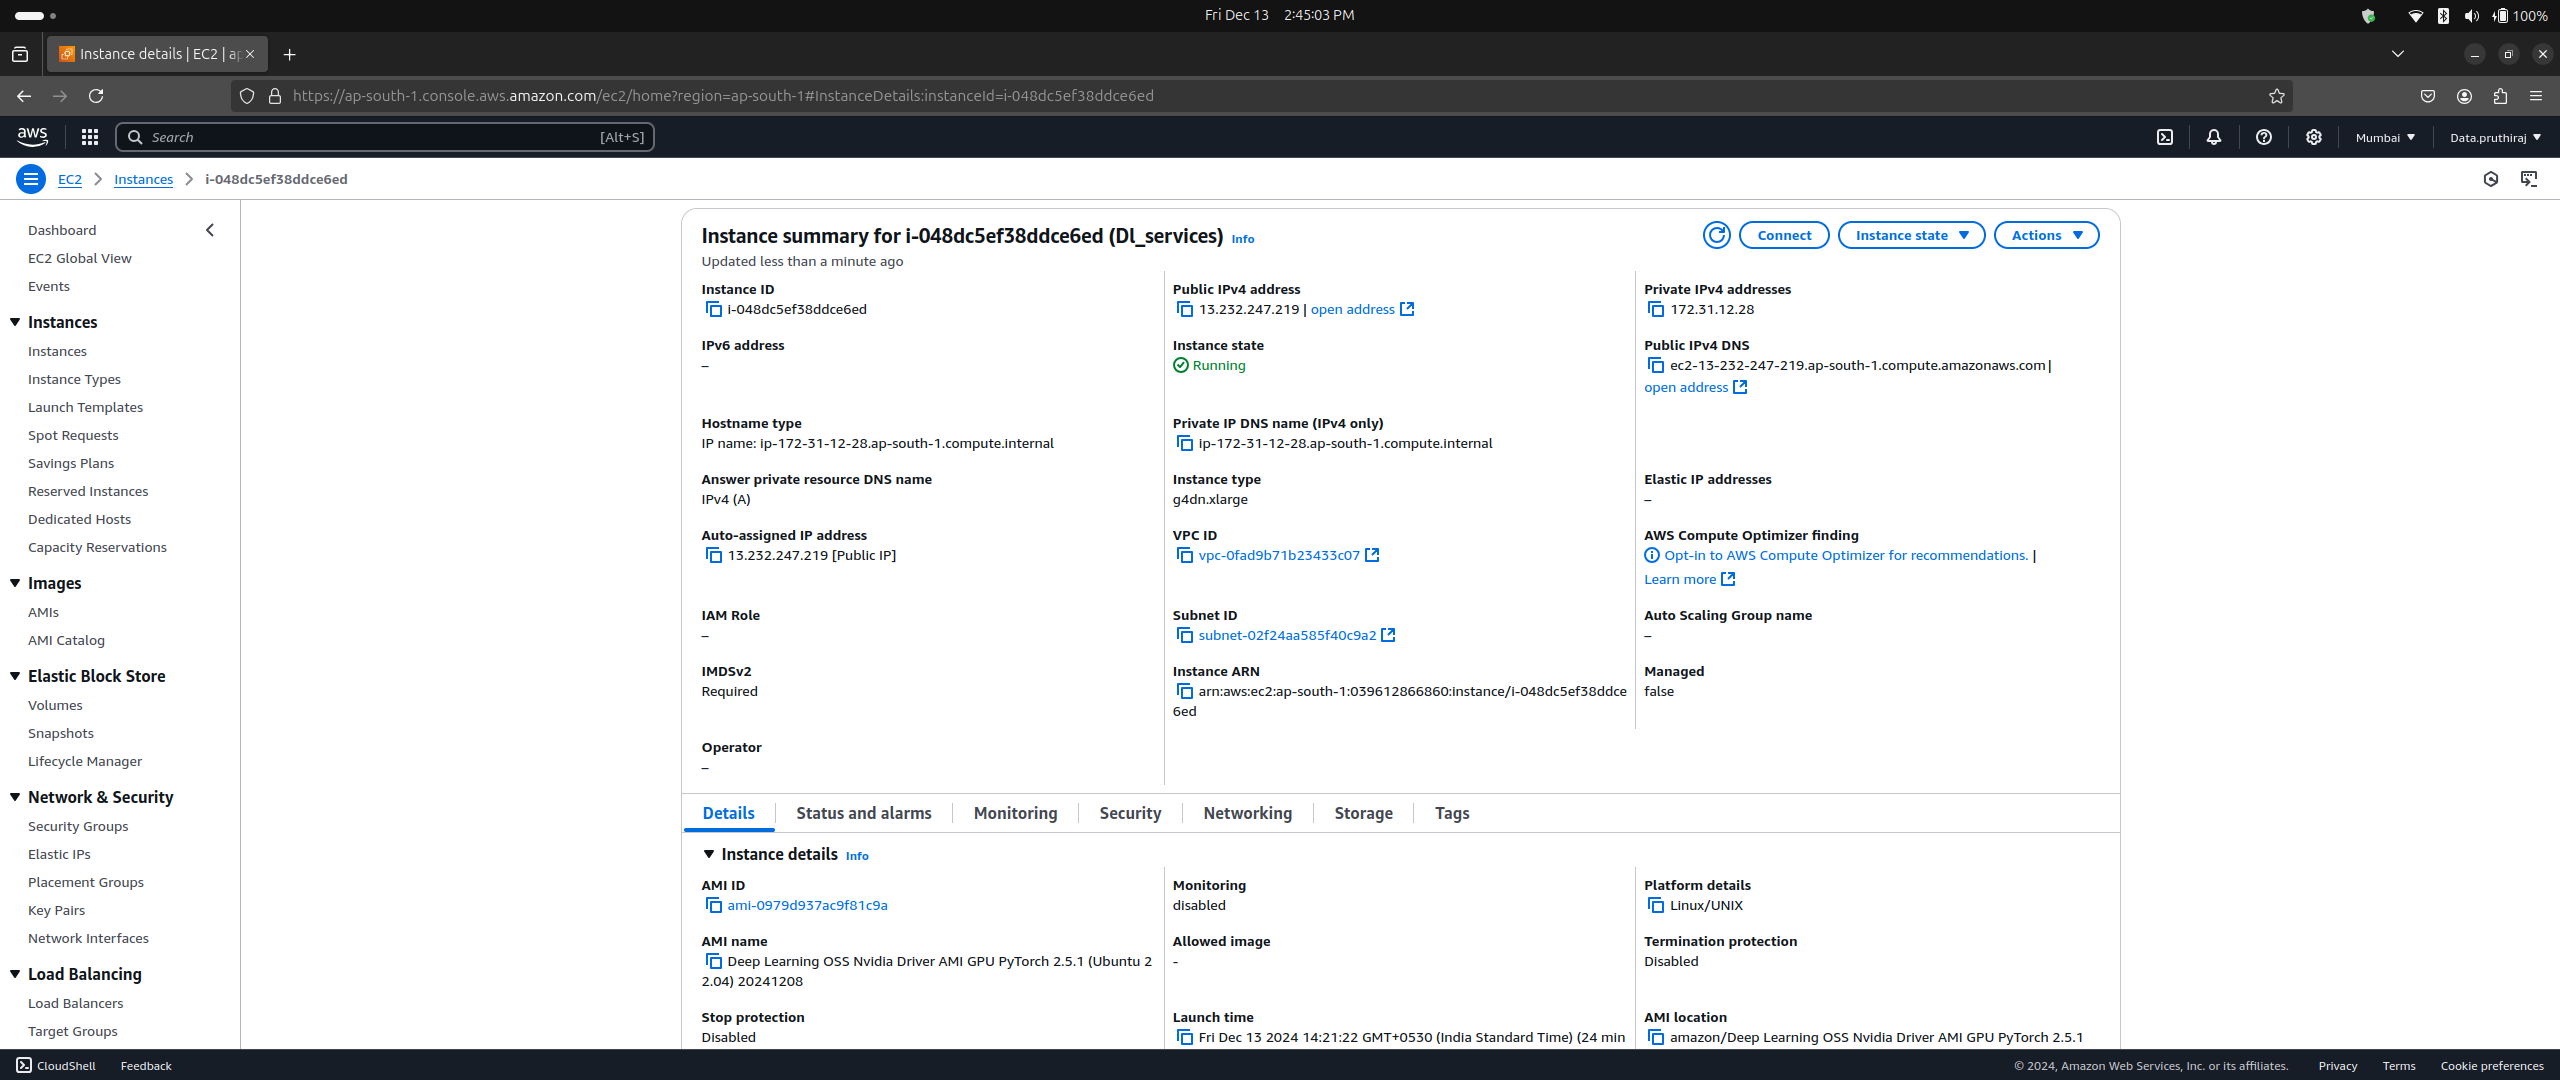 Fri Dec 13 2:45:03 PM
100%
Instance details | EC2 | ap
https://ap-south-1.console.aws.amazon.com/ec2/home?region=ap-south-1#InstanceDetails:instanceId=i-048dc5ef38ddce6ed
aws
Search
[Alt+S]
Mumbai
Data.pruthiraj
EC2
Instances
i-048dc5ef38ddce6ed
Dashboard
EC2 Global View
Events
Instances
Instances
Instance Types
Launch Templates
Spot Requests
Savings Plans
Reserved Instances
Dedicated Hosts
Capacity Reservations
Images
AMIs
AMI Catalog
Elastic Block Store
Volumes
Snapshots
Lifecycle Manager
Network & Security
Security Groups
Elastic IPs
Placement Groups
Key Pairs
Network Interfaces
Load Balancing
Load Balancers
Target Groups
Instance summary for i-048dc5ef38ddce6ed (Dl_services) Info
Updated less than a minute ago
Connect
Instance state
Actions
Instance ID
i-048dc5ef38ddce6ed
Public IPv4 address
13.232.247.219 | open address
Private IPv4 addresses
172.31.12.28
IPv6 address
–
Instance state
Running
Public IPv4 DNS
ec2-13-232-247-219.ap-south-1.compute.amazonaws.com |
open address
Hostname type
IP name: ip-172-31-12-28.ap-south-1.compute.internal
Private IP DNS name (IPv4 only)
ip-172-31-12-28.ap-south-1.compute.internal
Answer private resource DNS name
IPv4 (A)
Instance type
g4dn.xlarge
Elastic IP addresses
–
Auto-assigned IP address
13.232.247.219 [Public IP]
VPC ID
vpc-0fad9b71b23433c07
AWS Compute Optimizer finding
Opt-in to AWS Compute Optimizer for recommendations. |
Learn more
IAM Role
–
Subnet ID
subnet-02f24aa585f40c9a2
Auto Scaling Group name
–
IMDSv2
Required
Instance ARN
arn:aws:ec2:ap-south-1:039612866860:instance/i-048dc5ef38ddce
6ed
Managed
false
Operator
–
Details
Status and alarms
Monitoring
Security
Networking
Storage
Tags
Instance details Info
AMI ID
ami-0979d937ac9f81c9a
Monitoring
disabled
Platform details
Linux/UNIX
AMI name
Deep Learning OSS Nvidia Driver AMI GPU PyTorch 2.5.1 (Ubuntu 2
2.04) 20241208
Allowed image
-
Termination protection
Disabled
Stop protection
Disabled
Launch time
Fri Dec 13 2024 14:21:22 GMT+0530 (India Standard Time) (24 min
AMI location
amazon/Deep Learning OSS Nvidia Driver AMI GPU PyTorch 2.5.1
CloudShell
Feedback
© 2024, Amazon Web Services, Inc. or its affiliates.
Privacy
Terms
Cookie preferences